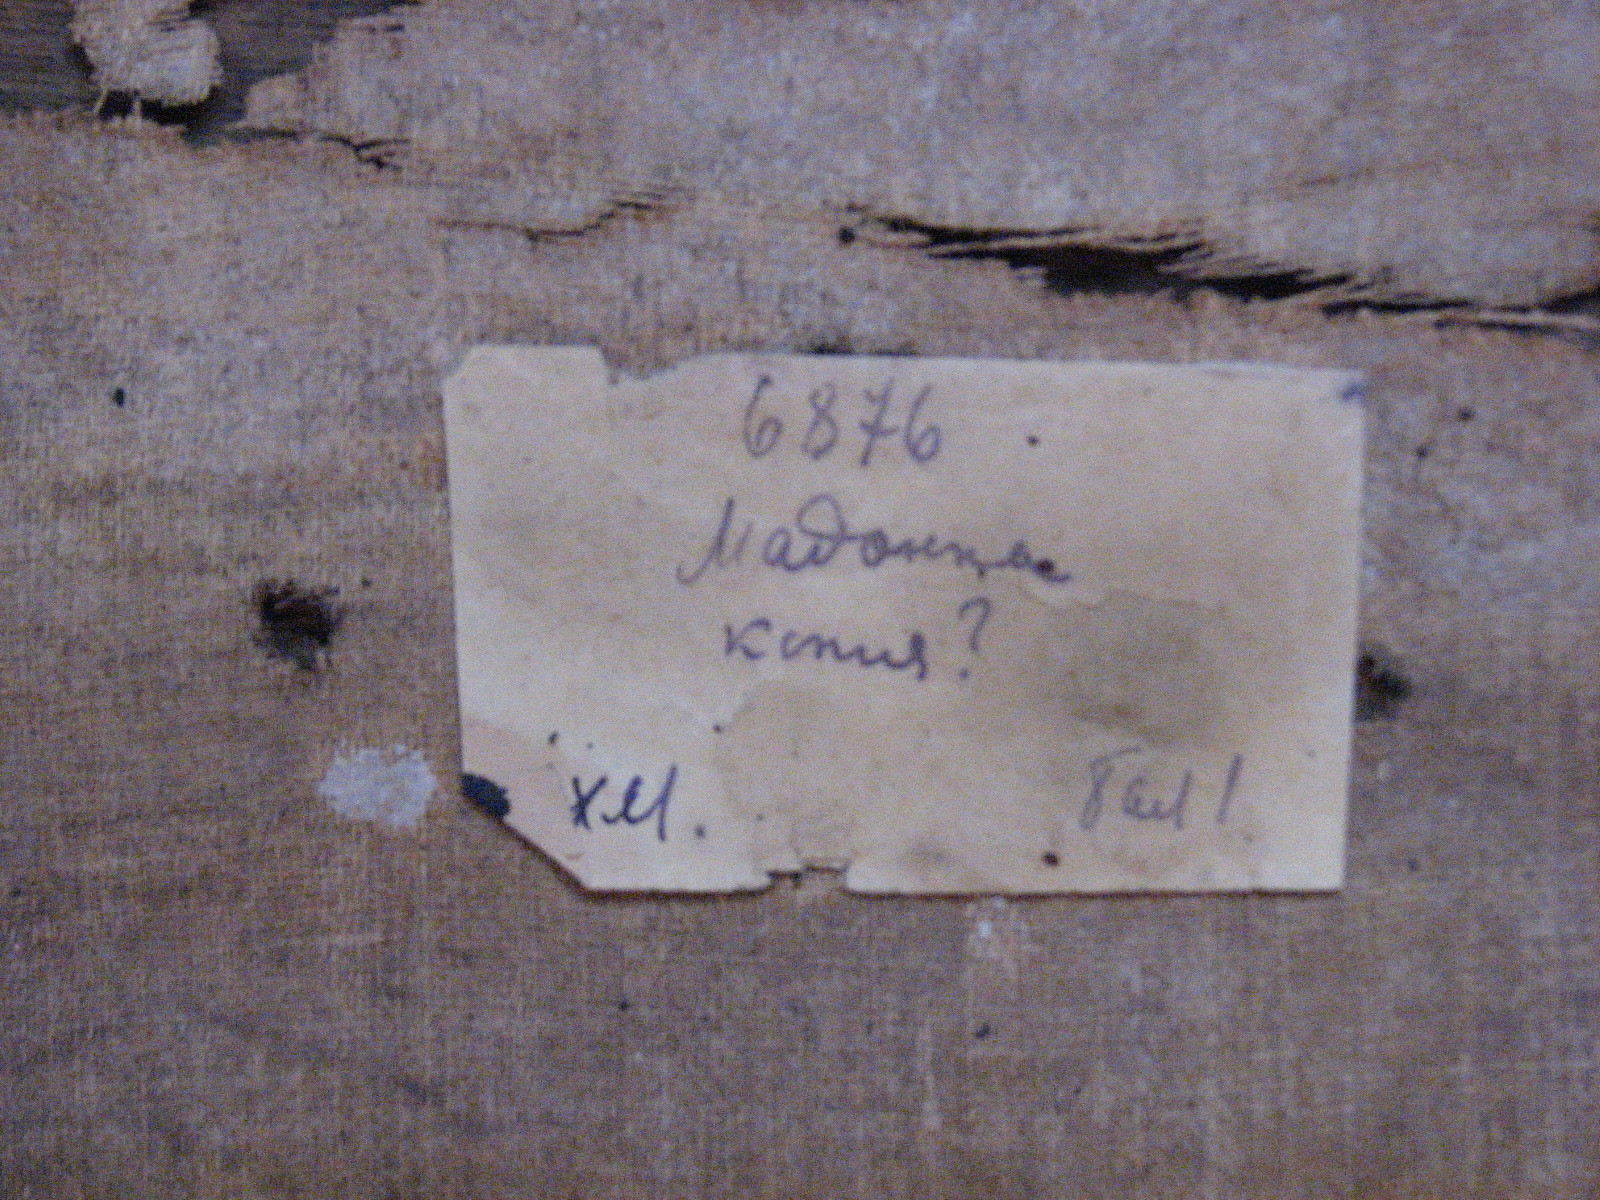 6876
Мадонна
копия?
х.м.